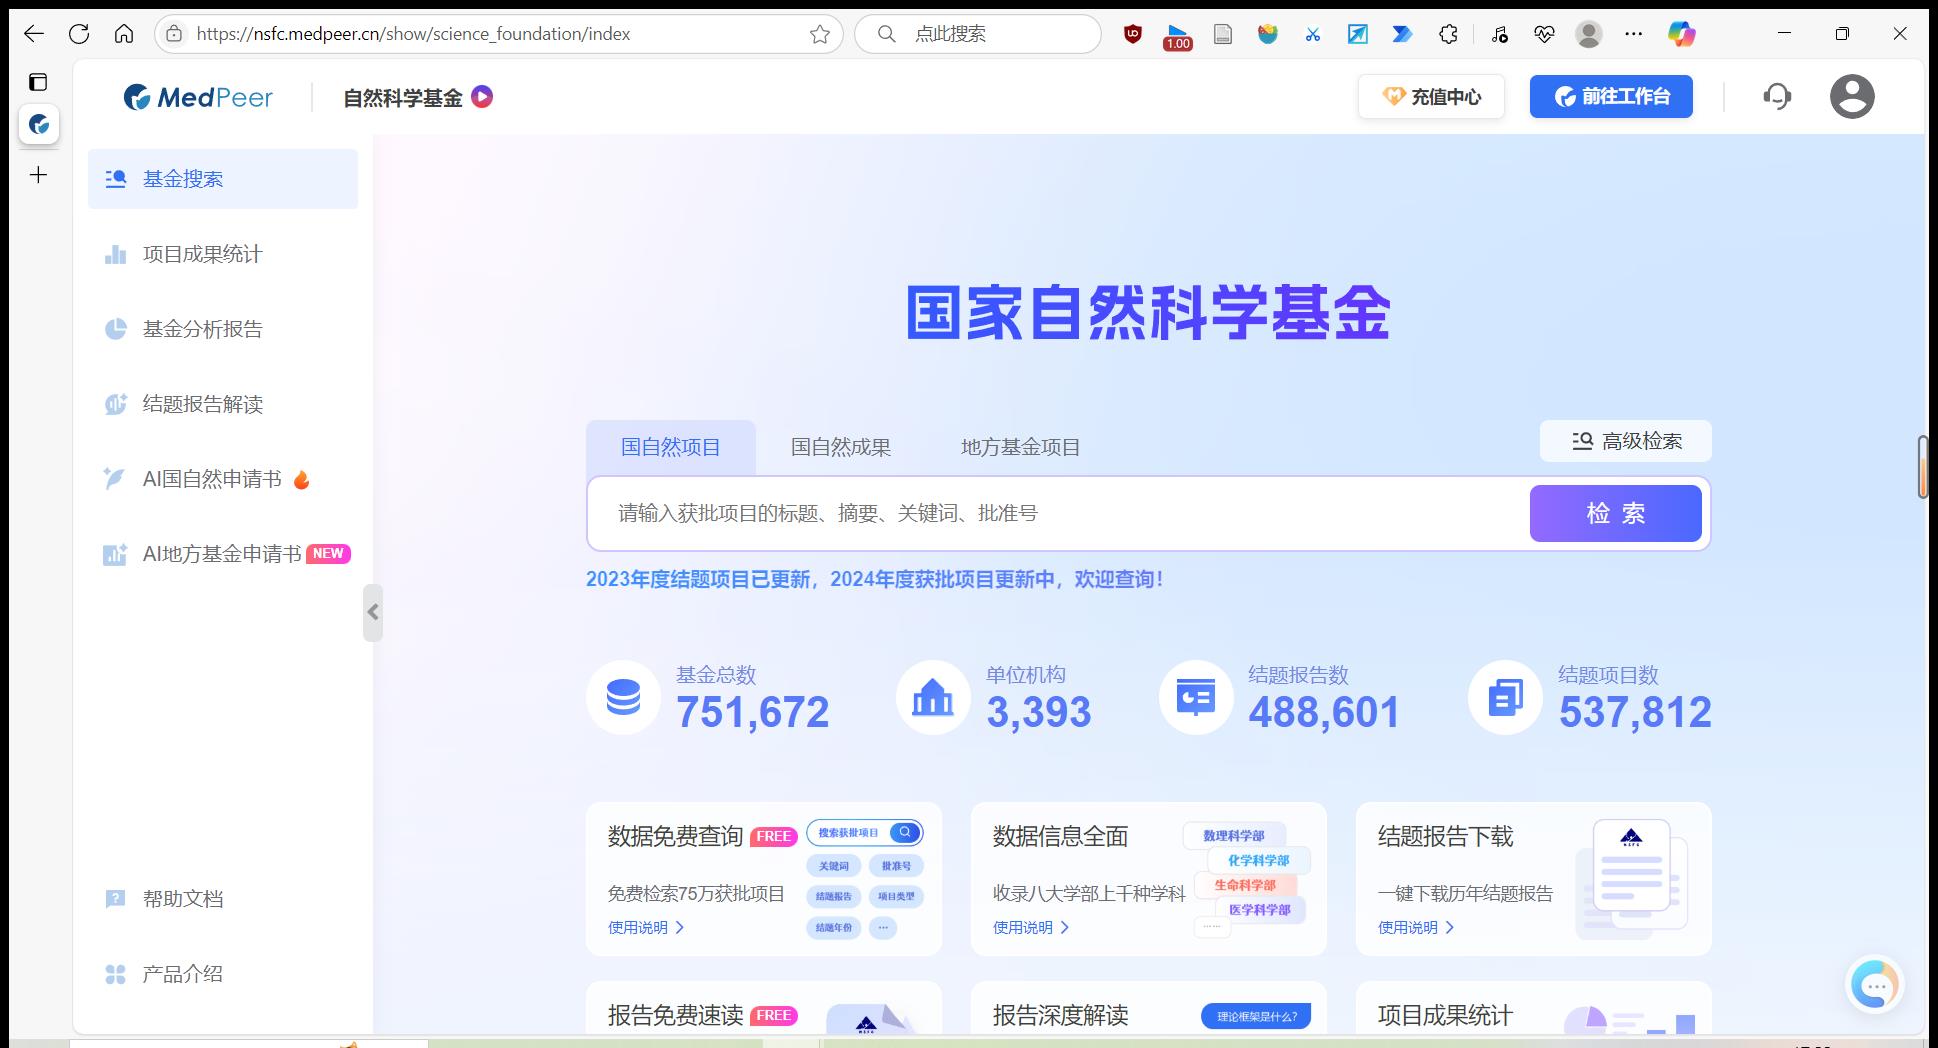 https://nsfc.medpeer.cn/show/science_foundation/index
点此搜索
1.00
MedPeer
自然科学基金
充值中心
前往工作台
基金搜索
项目成果统计
基金分析报告
结题报告解读
AI国自然申请书
AI地方基金申请书 NEW
帮助文档
产品介绍
国家自然科学基金
国自然项目
国自然成果
地方基金项目
高级检索
请输入获批项目的标题、摘要、关键词、批准号
检 索
2023年度结题项目已更新，2024年度获批项目更新中，欢迎查询！
基金总数
751,672
单位机构
3,393
结题报告数
488,601
结题项目数
537,812
数据免费查询 FREE
免费检索75万获批项目
使用说明
搜索获批项目
关键词
批准号
结题报告
项目类型
结题年份
...
数据信息全面
收录八大学部上千种学科
使用说明
数理科学部
化学科学部
生命科学部
医学科学部
......
结题报告下载
一键下载历年结题报告
使用说明
NSFC
报告免费速读 FREE
NSFC
报告深度解读
理论框架是什么?
项目成果统计